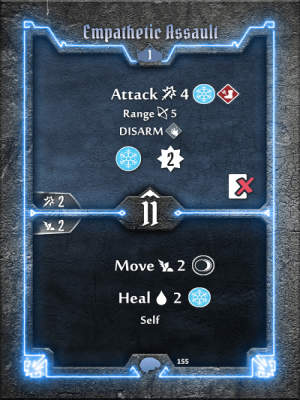 Empathetic Assault
1
Attack 4
Range 5
DISARM
2
2
11
2
Move 2
Heal 2
Self
155